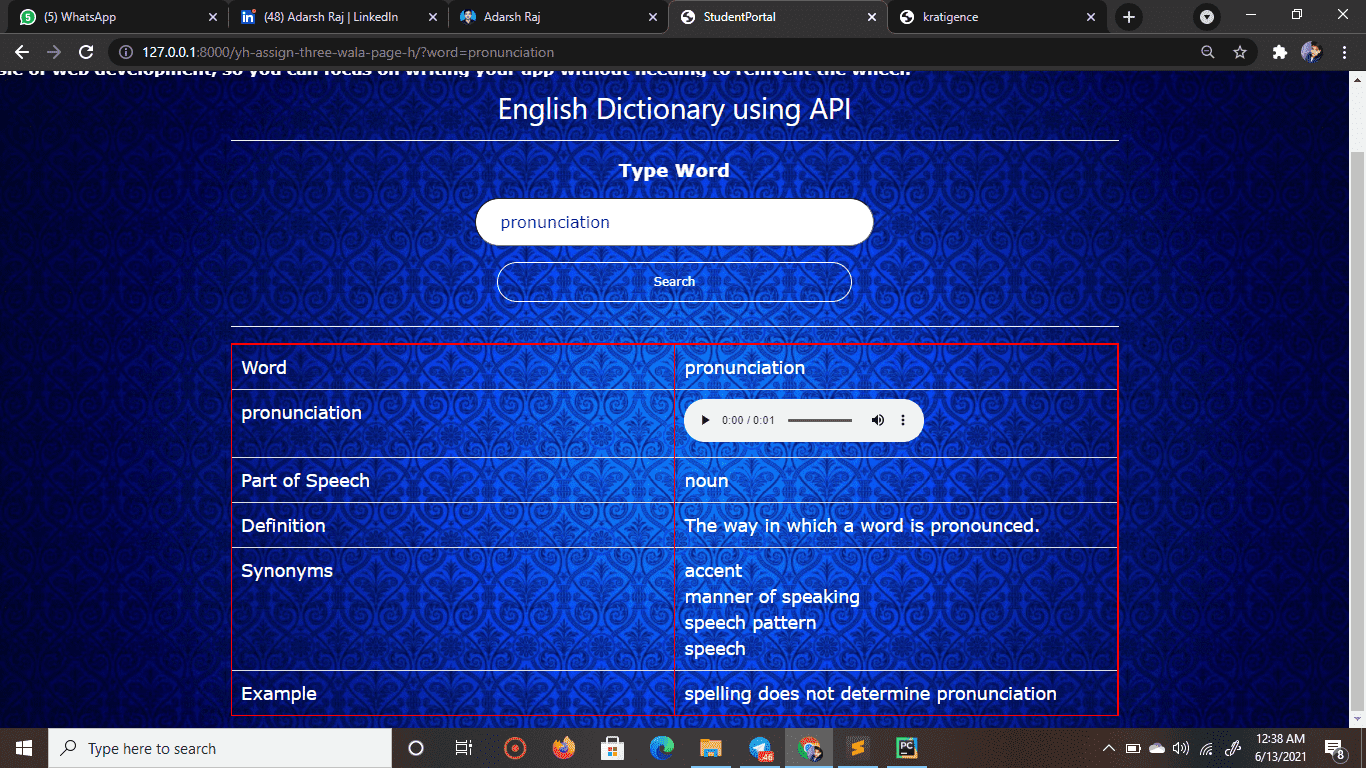 (5) WhatsApp
(48) Adarsh Raj | LinkedIn
Adarsh Raj
StudentPortal
kratigence
127.0.0.1:8000/yh-assign-three-wala-page-h/?word=pronunciation
of web development, so you can focus on writing your app without needing to reinvent the wheel.
English Dictionary using API
Type Word
pronunciation
Search
Word pronunciation
pronunciation 0:00 / 0:01
Part of Speech noun
Definition The way in which a word is pronounced.
Synonyms accent
manner of speaking
speech pattern
speech
Example spelling does not determine pronunciation
Type here to search
12:38 AM
6/13/2021
8